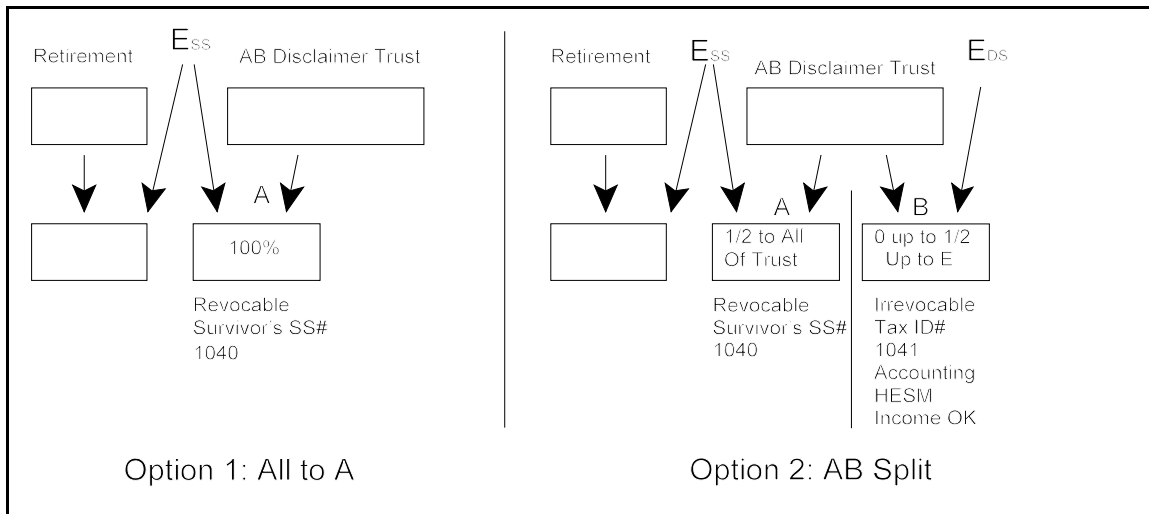 Retirement
ESS
AB Disclaimer Trust
A
100%
Revocable
Survivor's SS#
1040
Option 1: All to A
Retirement
ESS
AB Disclaimer Trust
EDS
A
1/2 to All
Of Trust
Revocable
Survivor's SS#
1040
B
0 up to 1/2
Up to E
Irrevocable
Tax ID#
1041
Accounting
HESM
Income OK
Option 2: AB Split